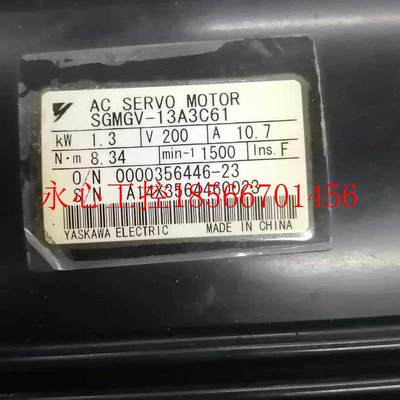 AC SERVO MOTOR
SGMGV-13A3C61
kW 1.3 V 200 A 10.7
N·m 8.34 min-1 1500 Ins. F
O/N 0000356446-23
S/N
永心工控18566701456
YASKAWA ELECTRIC MADE IN CHINA